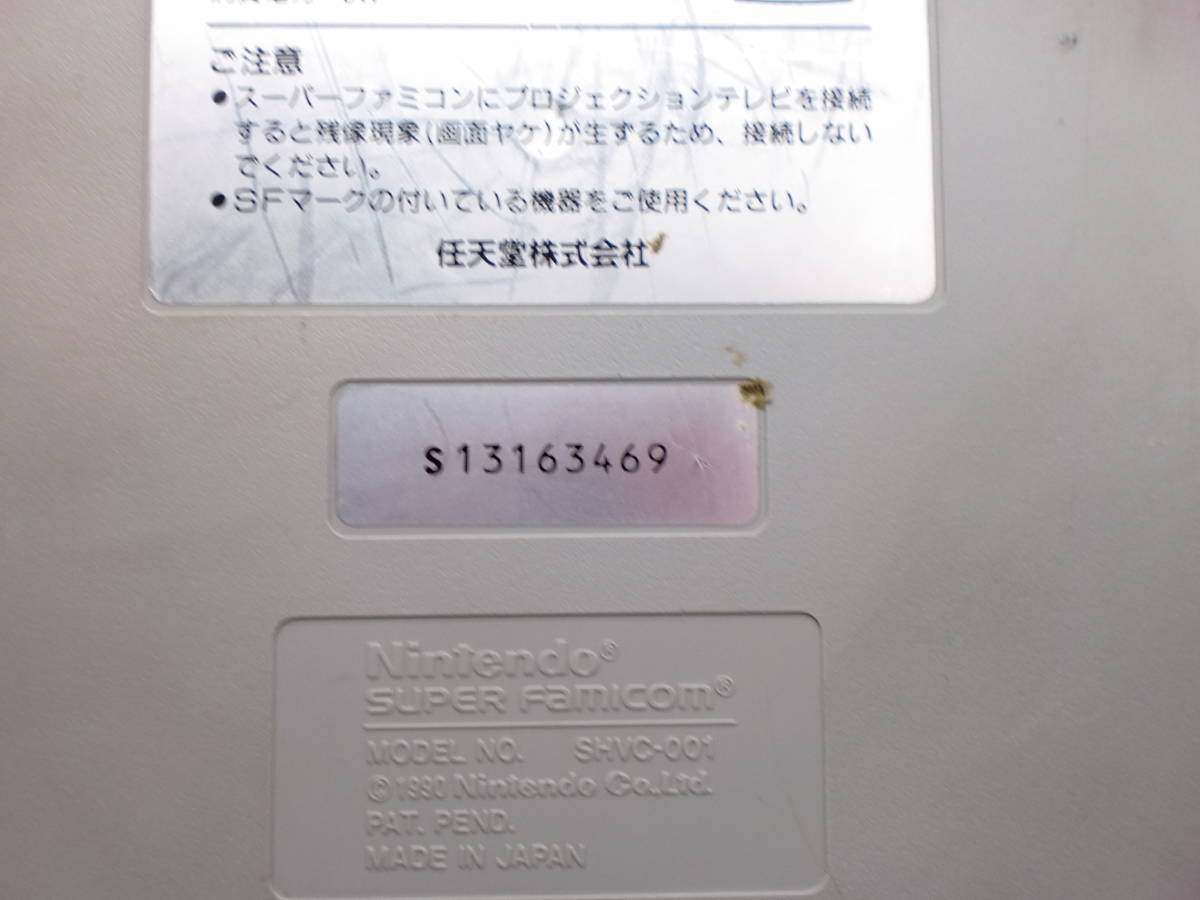 ご注意
●スーパーファミコンにプロジェクションテレビを接続
すると残像現象(画面ヤケ)が生ずるため、接続しない
でください。
●SFマークの付いている機器をご使用ください。
任天堂株式会社
S13163469
Nintendo®
SUPER FAMICOM®
MODEL NO. SHVC-001
©1990 Nintendo Co.,Ltd.
PAT. PEND.
MADE IN JAPAN